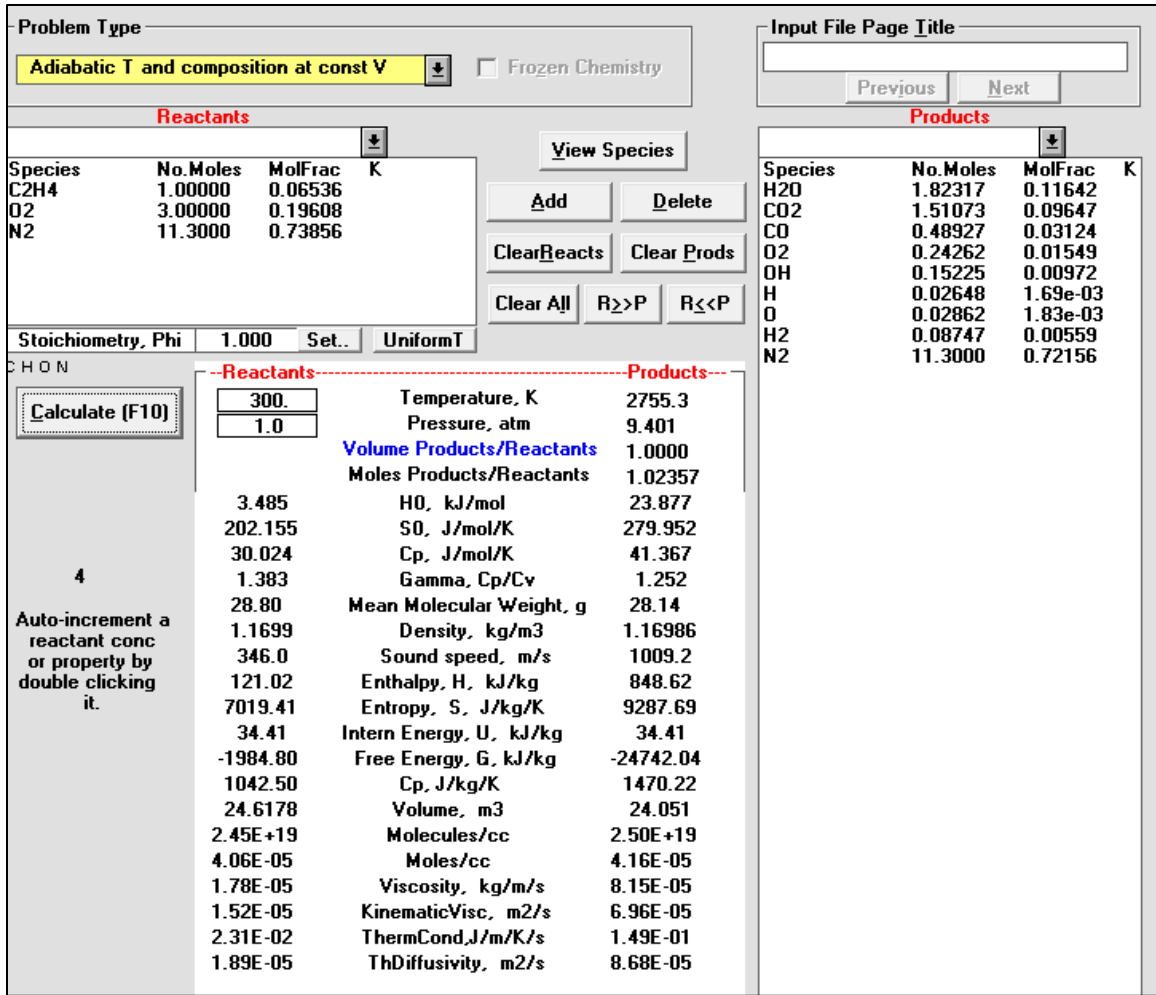 Problem Type
Adiabatic T and composition at const V
Frozen Chemistry
Input File Page Title
Previous Next
Reactants
Species No.Moles MolFrac K
C2H4 1.00000 0.06536
O2 3.00000 0.19608
N2 11.3000 0.73856
View Species
Add Delete
ClearReacts Clear Prods
Clear All R>>P R<<P
Products
Species No.Moles MolFrac K
H2O 1.82317 0.11642
CO2 1.51073 0.09647
CO 0.48927 0.03124
O2 0.24262 0.01549
OH 0.15225 0.00972
H 0.02648 1.69e-03
O 0.02862 1.83e-03
H2 0.08747 0.00559
N2 11.3000 0.72156
Stoichiometry, Phi 1.000 Set.. UniformT
C H O N
Calculate (F10)
--Reactants-----Products---
300. Temperature, K 2755.3
1.0 Pressure, atm 9.401
Volume Products/Reactants 1.0000
Moles Products/Reactants 1.02357
3.485 H0, kJ/mol 23.877
202.155 S0, J/mol/K 279.952
30.024 Cp, J/mol/K 41.367
1.383 Gamma, Cp/Cv 1.252
28.80 Mean Molecular Weight, g 28.14
1.1699 Density, kg/m3 1.16986
346.0 Sound speed, m/s 1009.2
121.02 Enthalpy, H, kJ/kg 848.62
7019.41 Entropy, S, J/kg/K 9287.69
34.41 Intern Energy, U, kJ/kg 34.41
-1984.80 Free Energy, G, kJ/kg -24742.04
1042.50 Cp, J/kg/K 1470.22
24.6178 Volume, m3 24.051
2.45E+19 Molecules/cc 2.50E+19
4.06E-05 Moles/cc 4.16E-05
1.78E-05 Viscosity, kg/m/s 8.15E-05
1.52E-05 KinematicVisc, m2/s 6.96E-05
2.31E-02 ThermCond,J/m/K/s 1.49E-01
1.89E-05 ThDiffusivity, m2/s 8.68E-05
4
Auto-increment a
reactant conc
or property by
double clicking
it.